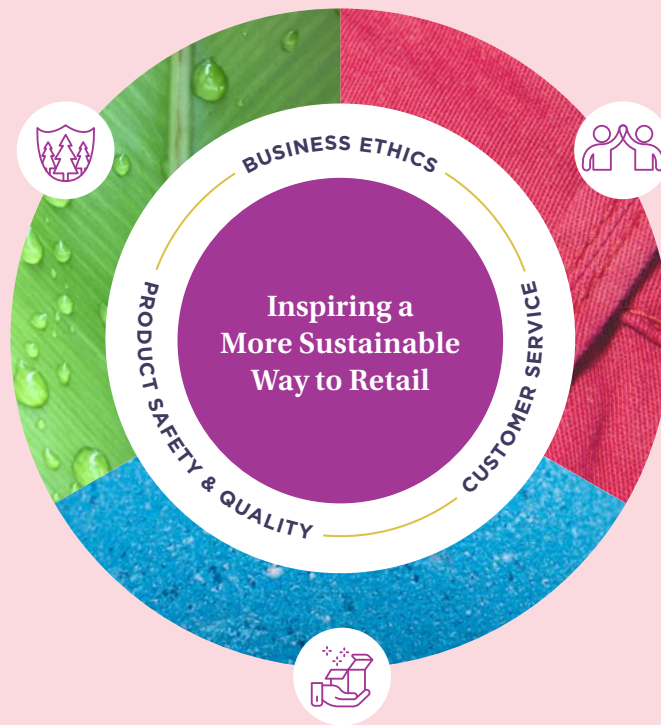 BUSINESS ETHICS
Inspiring a
More Sustainable
Way to Retail
PRODUCT SAFETY & QUALITY
CUSTOMER SERVICE